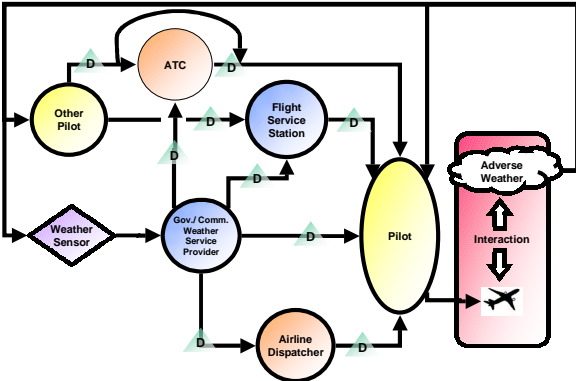 D
ATC
D
Other
Pilot
D
Flight
Service
Station
D
D
Adverse
Weather
D
Weather
Sensor
Gov./ Comm.
Weather
Service
Provider
D
Pilot
Interaction
D
Airline
Dispatcher
D